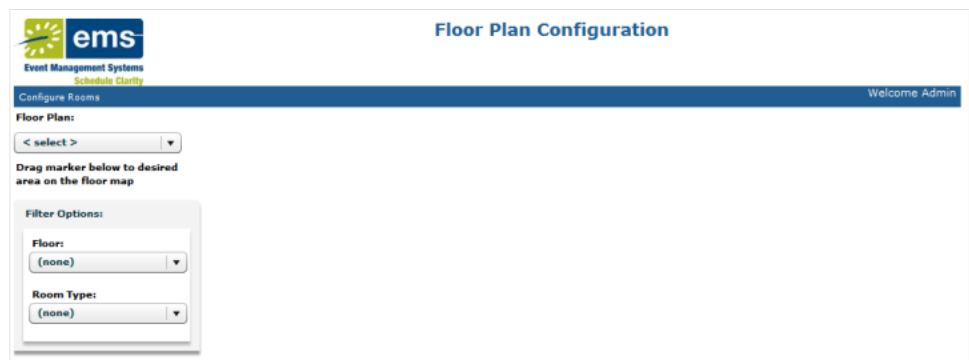 ems
Event Management Systems
Schedule Clarity
Floor Plan Configuration
Configure Rooms
Welcome Admin
Floor Plan:
< select >
Drag marker below to desired
area on the floor map
Filter Options:
Floor:
(none)
Room Type:
(none)